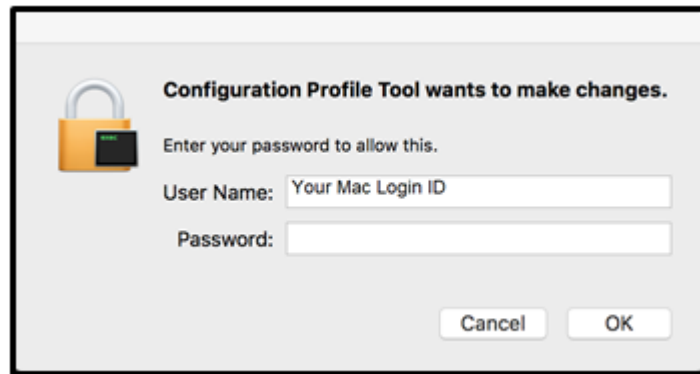 Configuration Profile Tool wants to make changes.
Enter your password to allow this.
User Name: Your Mac Login ID
Password:
Cancel OK